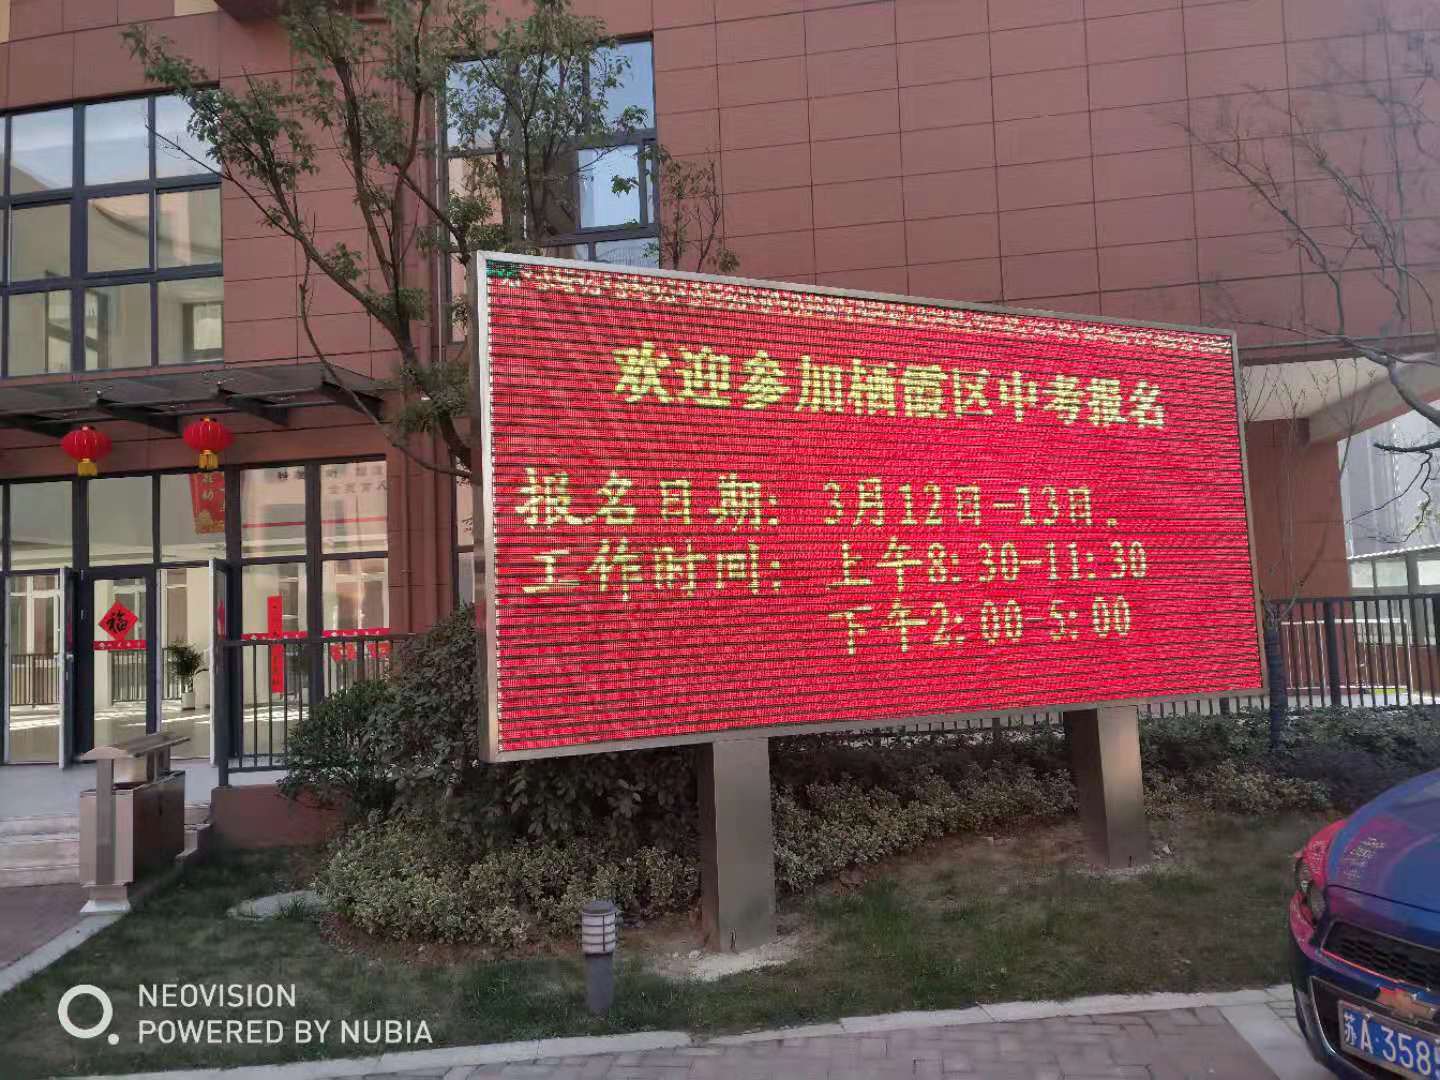 欢迎参加栖霞区中考报名
报名日期: 3月12日-13日.
工作时间: 上午8:30-11:30
下午2:00-5:00
福
苏A·358
NEOVISION
POWERED BY NUBIA